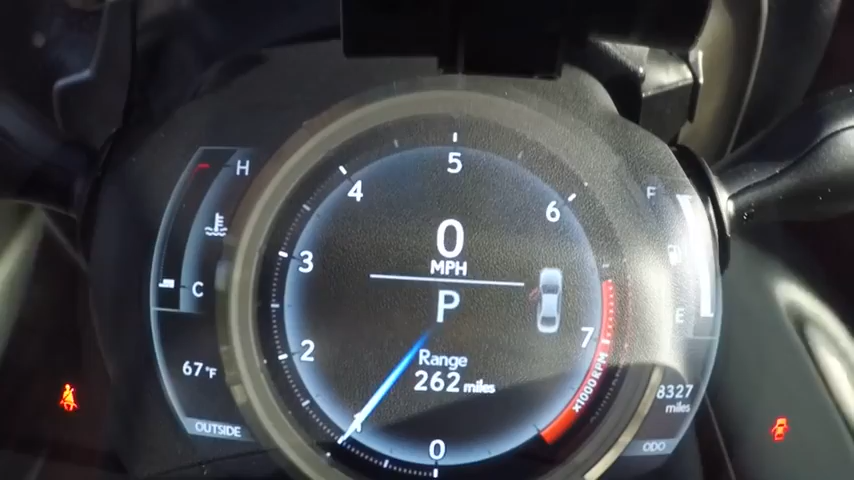 H
C
67°F
OUTSIDE
5
4
6
3
2
7
1
0
0
MPH
P
Range
262 miles
x1000 RPM
F
E
8327
miles
ODO